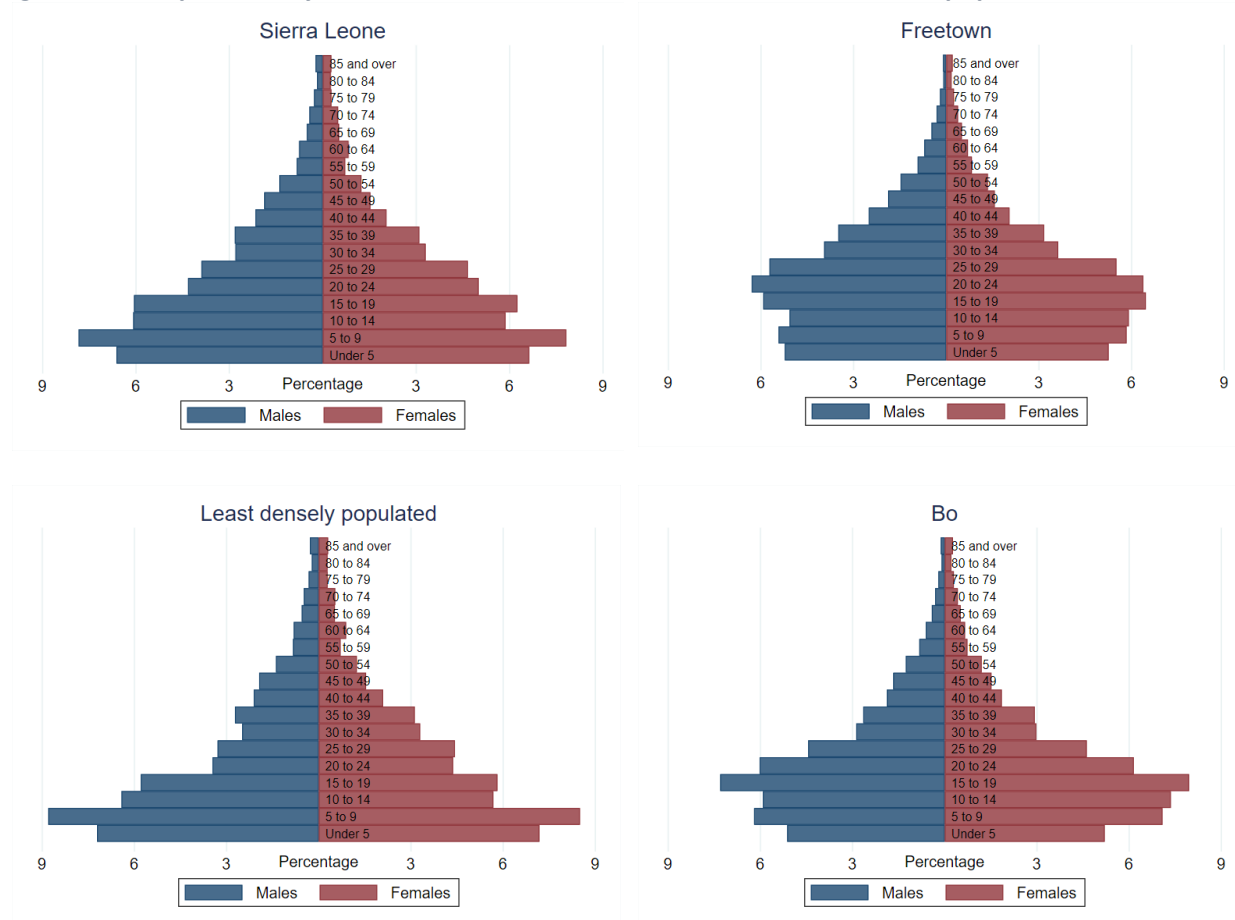 Sierra Leone
85 and over
80 to 84
75 to 79
70 to 74
65 to 69
60 to 64
55 to 59
50 to 54
45 to 49
40 to 44
35 to 39
30 to 34
25 to 29
20 to 24
15 to 19
10 to 14
5 to 9
Under 5
9 6 3 Percentage 3 6 9
Males Females
Freetown
85 and over
80 to 84
75 to 79
70 to 74
65 to 69
60 to 64
55 to 59
50 to 54
45 to 49
40 to 44
35 to 39
30 to 34
25 to 29
20 to 24
15 to 19
10 to 14
5 to 9
Under 5
9 6 3 Percentage 3 6 9
Males Females
Least densely populated
85 and over
80 to 84
75 to 79
70 to 74
65 to 69
60 to 64
55 to 59
50 to 54
45 to 49
40 to 44
35 to 39
30 to 34
25 to 29
20 to 24
15 to 19
10 to 14
5 to 9
Under 5
9 6 3 Percentage 3 6 9
Males Females
Bo
85 and over
80 to 84
75 to 79
70 to 74
65 to 69
60 to 64
55 to 59
50 to 54
45 to 49
40 to 44
35 to 39
30 to 34
25 to 29
20 to 24
15 to 19
10 to 14
5 to 9
Under 5
9 6 3 Percentage 3 6 9
Males Females